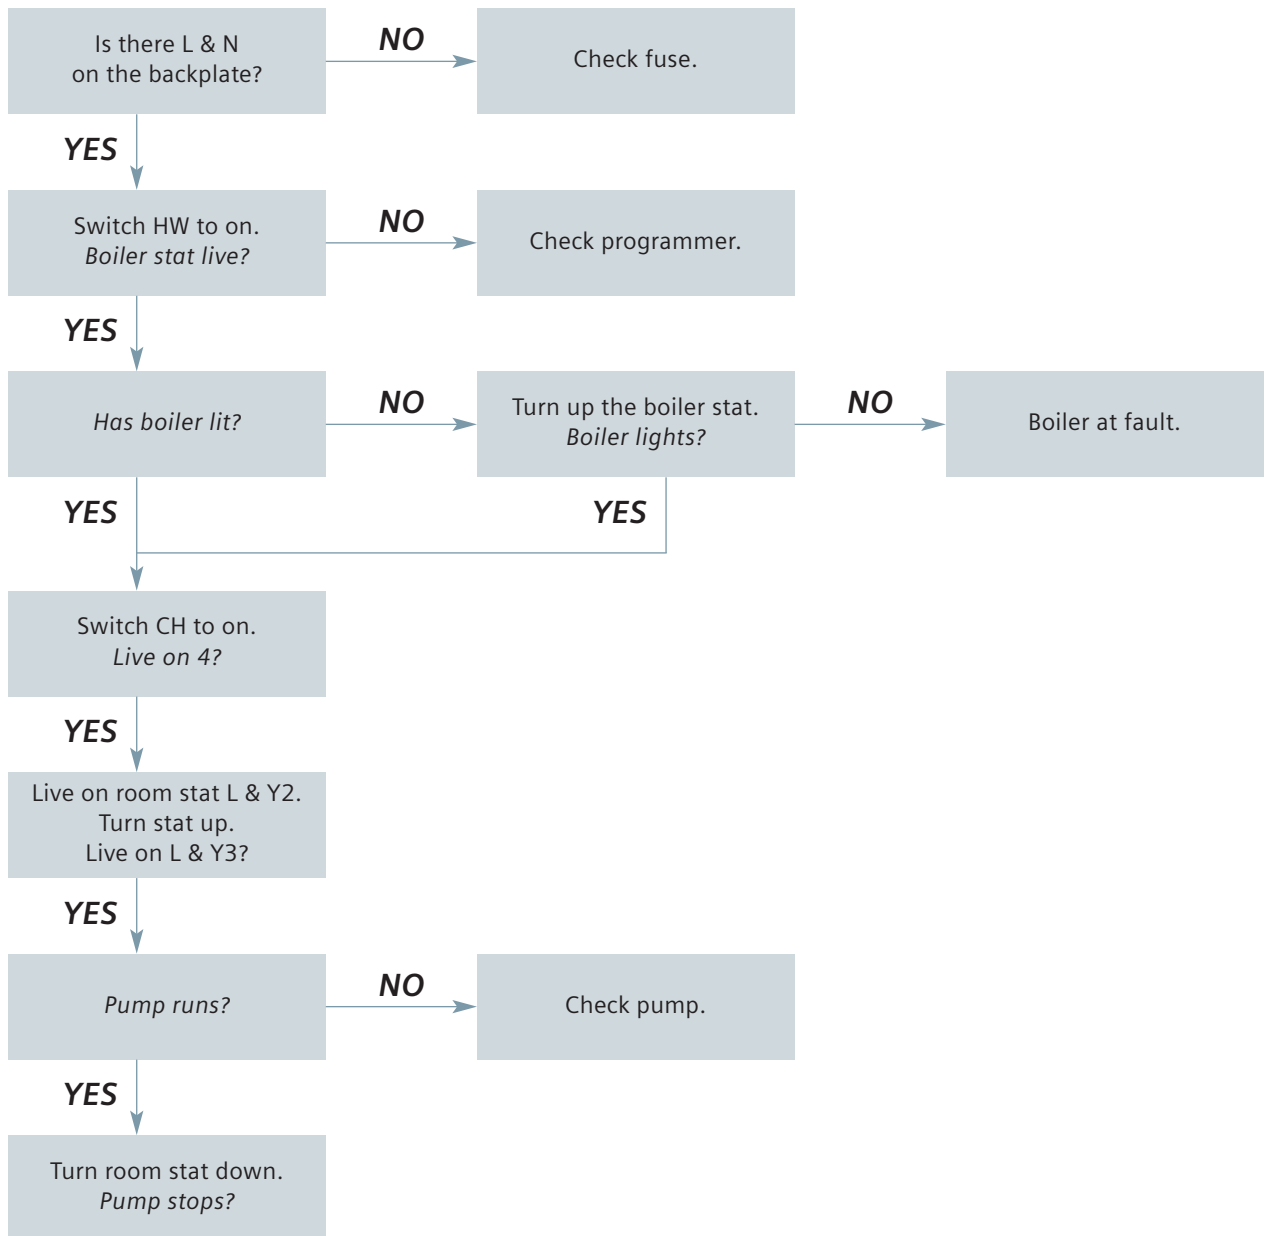 Is there L & N
on the backplate?
NO
Check fuse.
YES
Switch HW to on.
Boiler stat live?
NO
Check programmer.
YES
Has boiler lit?
NO
Turn up the boiler stat.
Boiler lights?
NO
Boiler at fault.
YES
YES
Switch CH to on.
Live on 4?
YES
Live on room stat L & Y2.
Turn stat up.
Live on L & Y3?
YES
Pump runs?
NO
Check pump.
YES
Turn room stat down.
Pump stops?